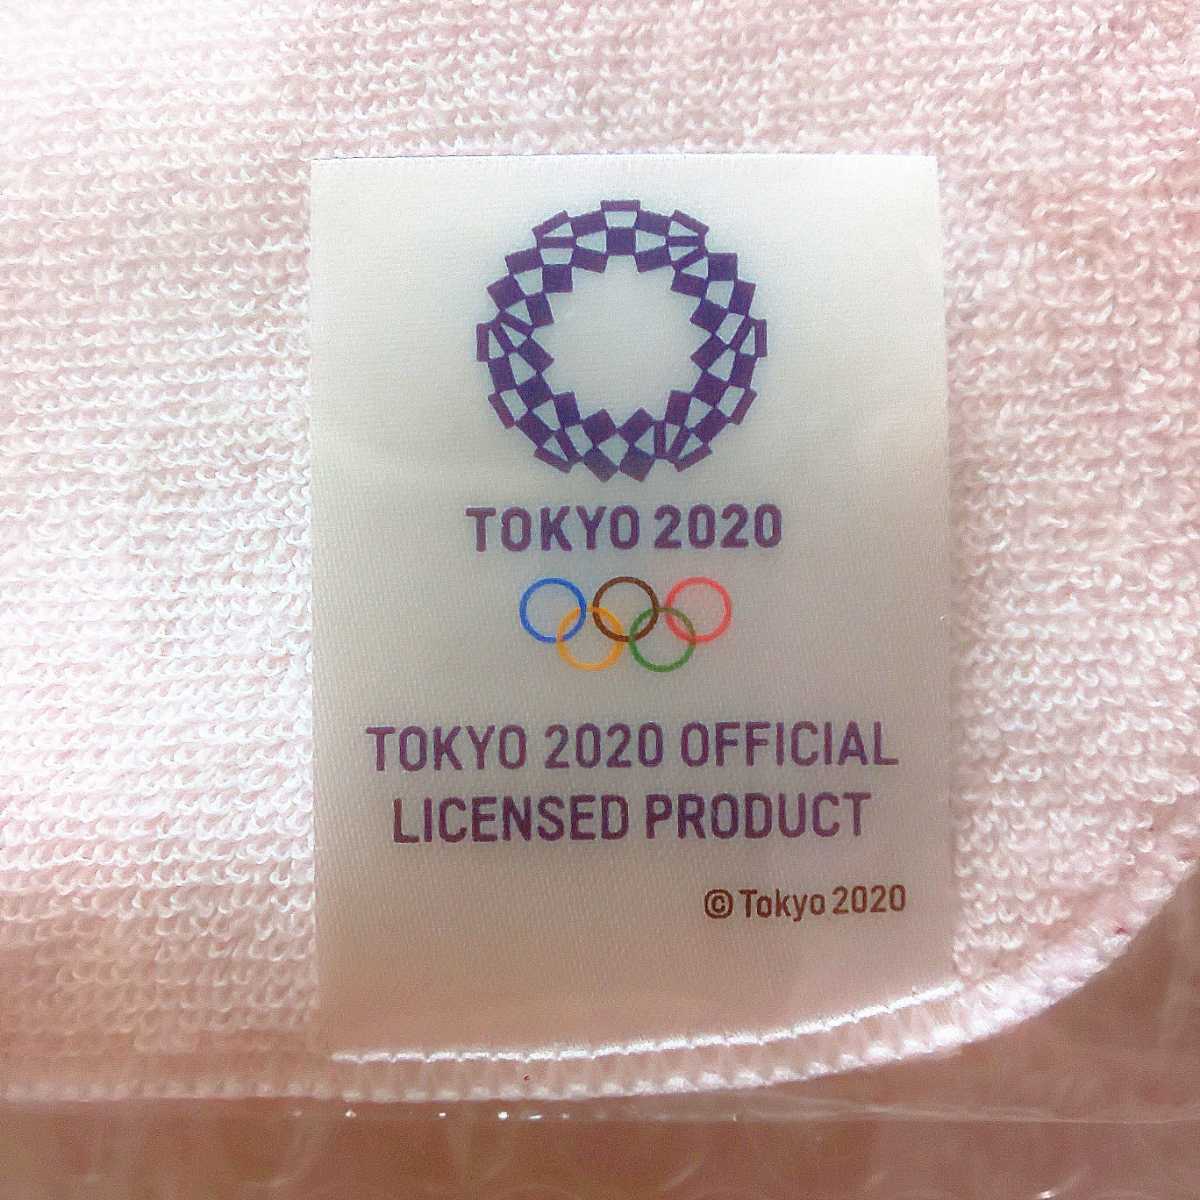 TOKYO 2020
TOKYO 2020 OFFICIAL
LICENSED PRODUCT
©Tokyo 2020